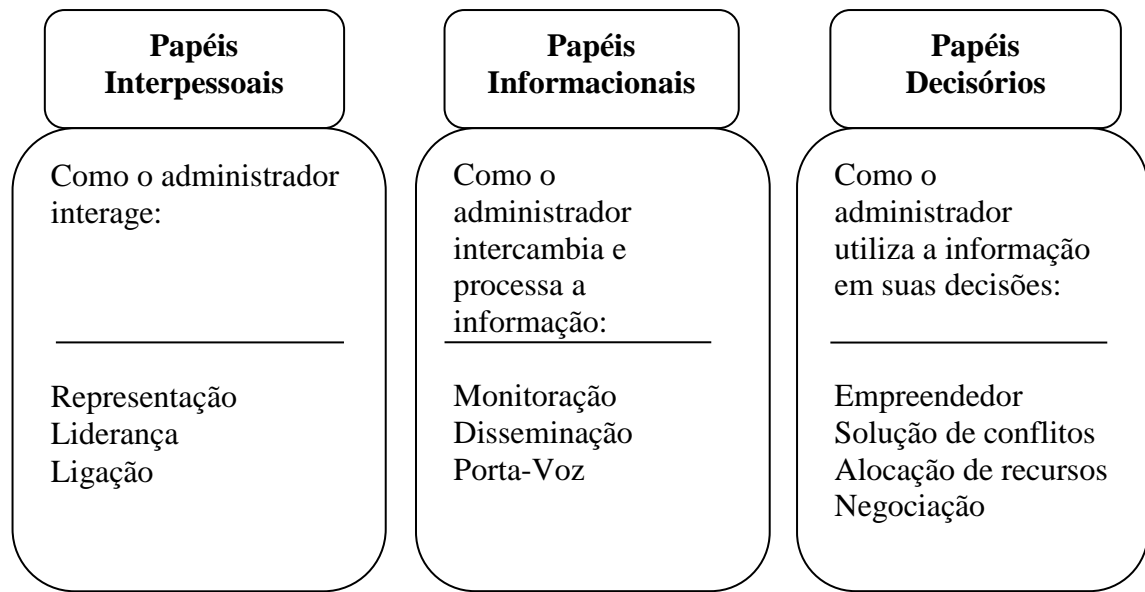 Papéis
Interpessoais
Como o administrador
interage:
Representação
Liderança
Ligação
Papéis
Informacionais
Como o
administrador
intercambia e
processa a
informação:
Monitoração
Disseminação
Porta-Voz
Papéis
Decisórios
Como o
administrador
utiliza a informação
em suas decisões:
Empreendedor
Solução de conflitos
Alocação de recursos
Negociação